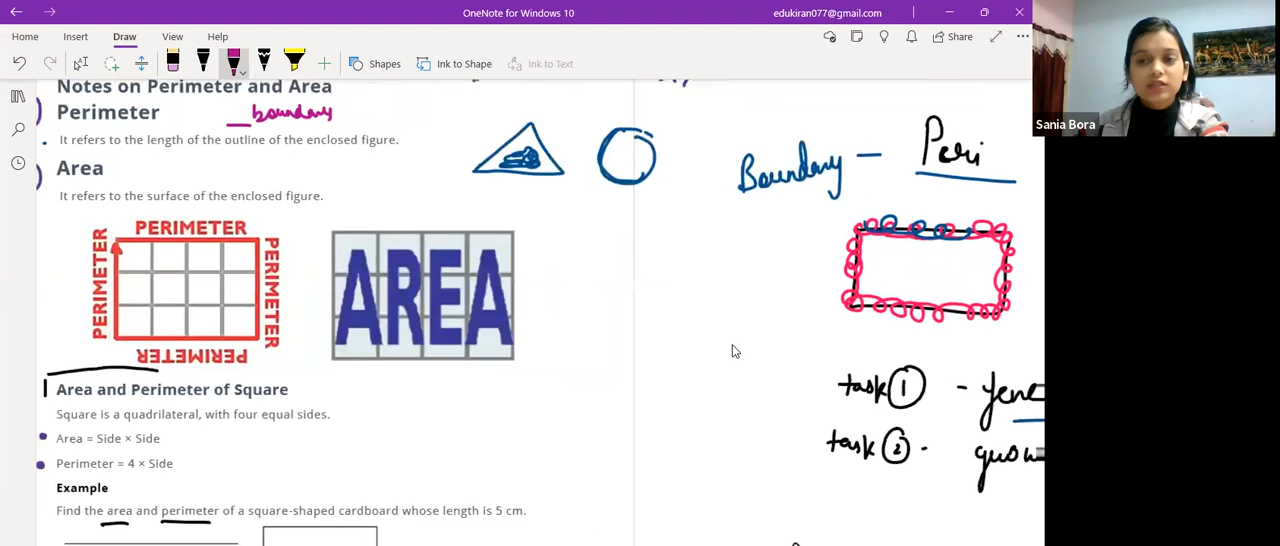 OneNote for Windows 10
edukiran077@gmail.com
Home Insert Draw View Help
Share
Shapes
Ink to Shape
Ink to Text
Sania Bora
Notes on Perimeter and Area
Perimeter
boundary
It refers to the length of the outline of the enclosed figure.
Area
It refers to the surface of the enclosed figure.
PERIMETER
PERIMETER
PERIMETER
PERIMETER
AREA
Boundary — Peri
task 1 -
task 2 -
Area and Perimeter of Square
Square is a quadrilateral, with four equal sides.
Area = Side × Side
Perimeter = 4 × Side
Example
Find the area and perimeter of a square-shaped cardboard whose length is 5 cm.